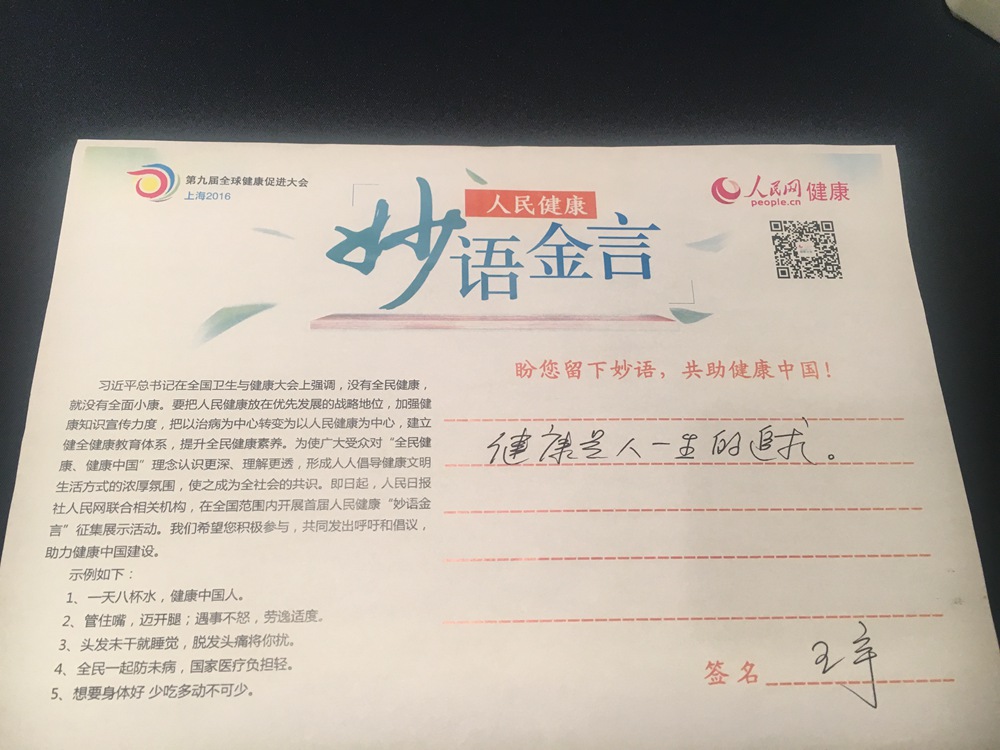 第九届全球健康促进大会
上海2016
人民健康
妙语金言
人民网 健康
people.cn
习近平总书记在全国卫生与健康大会上强调，没有全民健康，
就没有全面小康。要把人民健康放在优先发展的战略地位，加强健
康知识宣传力度，把以治病为中心转变为以人民健康为中心，建立
健全健康教育体系，提升全民健康素养。为使广大受众对“全民健
康、健康中国”理念认识更深、理解更透，形成人人倡导健康文明
生活方式的浓厚氛围，使之成为全社会的共识。即日起，人民日报
社人民网联合相关机构，在全国范围内开展首届人民健康“妙语金
言”征集展示活动。我们希望您积极参与，共同发出呼吁和倡议，
助力健康中国建设。
示例如下：
1、一天八杯水，健康中国人。
2、管住嘴，迈开腿；遇事不怒，劳逸适度。
3、头发未干就睡觉，脱发头痛将你扰。
4、全民一起防未病，国家医疗负担轻。
5、想要身体好 少吃多动不可少。
盼您留下妙语，共助健康中国！
健康是人一生的追求。
签名